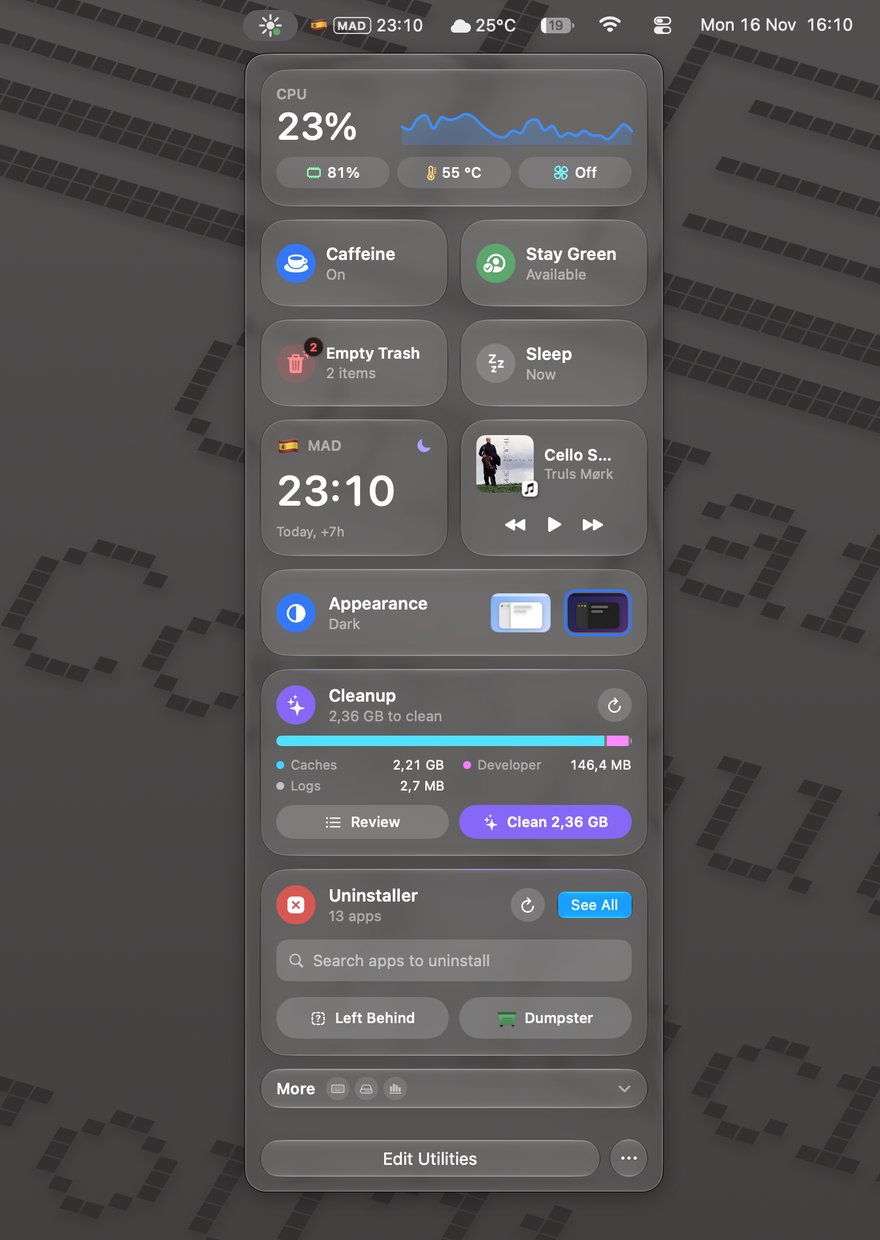 MAD 23:10 25°C 19 Mon 16 Nov 16:10
CPU
23%
81% 55 °C Off
Caffeine
On
Stay Green
Available
2
Empty Trash
2 items
Sleep
Now
MAD
23:10
Today, +7h
Cello S...
Truls Mørk
Appearance
Dark
Cleanup
2,36 GB to clean
Caches 2,21 GB Developer 146,4 MB
Logs 2,7 MB
Review Clean 2,36 GB
Uninstaller
13 apps
See All
Search apps to uninstall
Left Behind Dumpster
More
Edit Utilities